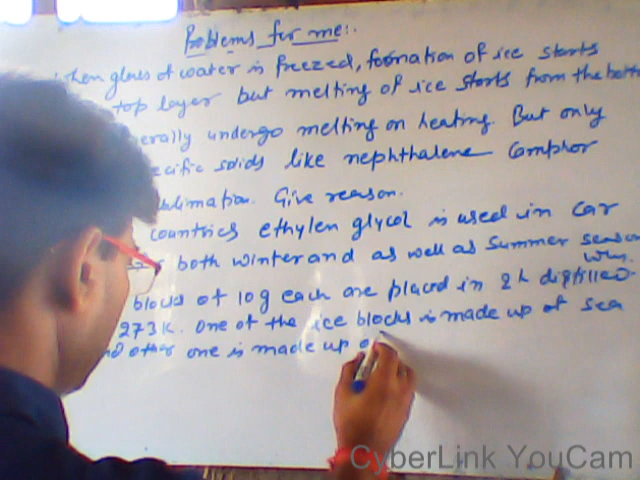 Problems for me:.
when glass of water is freezed, formation of ice starts
top layer but melting of ice starts from the botto
erally undergo melting on heating. But only
ecific solids like nephthalene camphor
blimation. Give reason.
countries ethylen glycol is used in car
both winter and as well as summer season
why.
blocks of 10g each are placed in 2L distilled
273K. One of the ice blocks is made up of sea
nd other one is made up o
CyberLink YouCam